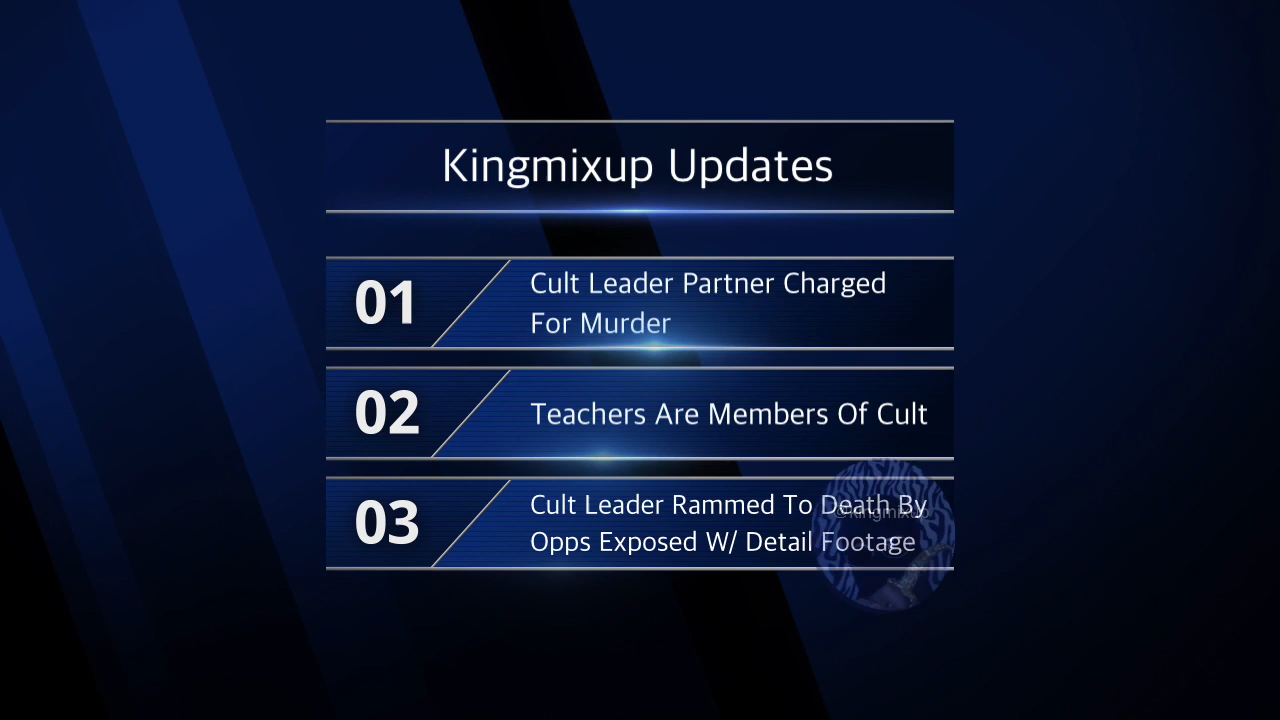 Kingmixup Updates
01
Cult Leader Partner Charged
For Murder
02
Teachers Are Members Of Cult
03
Cult Leader Rammed To Death By
Opps Exposed W/ Detail Footage
@kingmixup